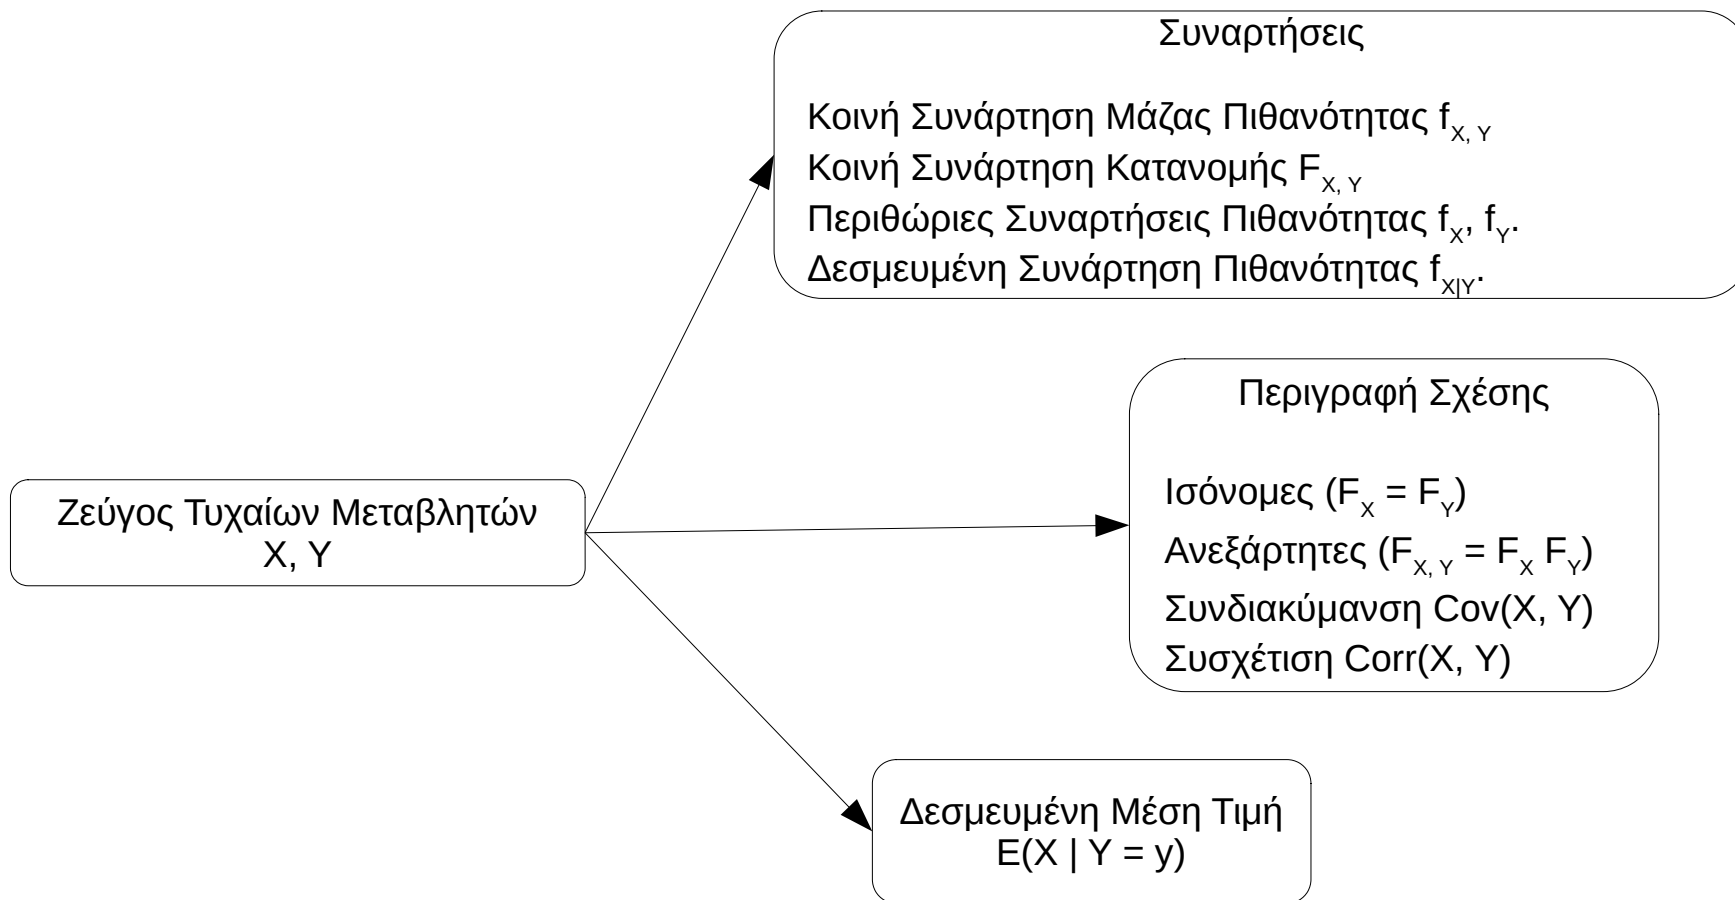 Συναρτήσεις
Κοινή Συνάρτηση Μάζας Πιθανότητας f_{X, Y}
Κοινή Συνάρτηση Κατανομής F_{X, Y}
Περιθώριες Συναρτήσεις Πιθανότητας f_X, f_Y.
Δεσμευμένη Συνάρτηση Πιθανότητας f_{X|Y}.
Περιγραφή Σχέσης
Ισόνομες (F_X = F_Y)
Ανεξάρτητες (F_{X, Y} = F_X F_Y)
Συνδιακύμανση Cov(X, Y)
Συσχέτιση Corr(X, Y)
Ζεύγος Τυχαίων Μεταβλητών
X, Y
Δεσμευμένη Μέση Τιμή
E(X | Y = y)